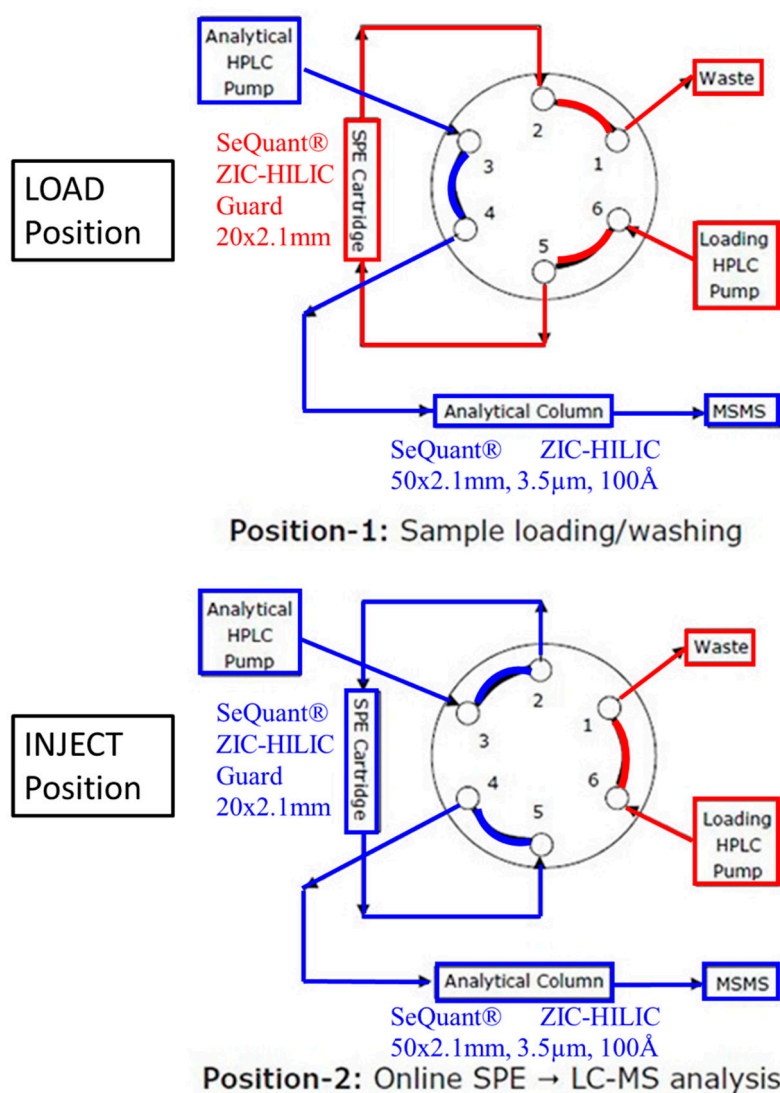 Analytical
HPLC
Pump
Waste
2
1
SeQuant®
ZIC-HILIC
Guard
20x2.1mm
SPE Cartridge
3
4
LOAD
Position
6
5
Loading
HPLC
Pump
Analytical Column
MSMS
SeQuant® ZIC-HILIC
50x2.1mm, 3.5µm, 100Å
Position-1: Sample loading/washing
Analytical
HPLC
Pump
Waste
2
1
SeQuant®
ZIC-HILIC
Guard
20x2.1mm
SPE Cartridge
3
4
INJECT
Position
6
5
Loading
HPLC
Pump
Analytical Column
MSMS
SeQuant® ZIC-HILIC
50x2.1mm, 3.5µm, 100Å
Position-2: Online SPE → LC-MS analysis